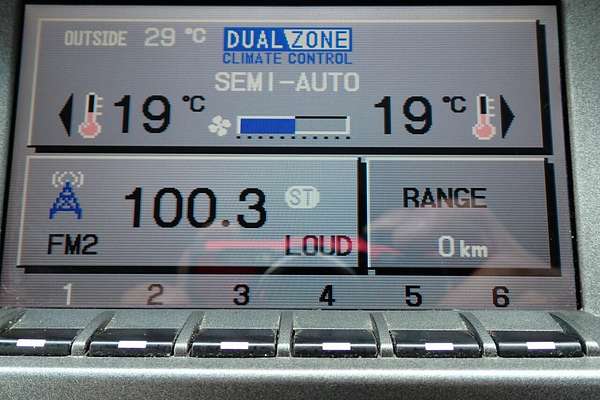 OUTSIDE 29 °C
DUAL ZONE
CLIMATE CONTROL
SEMI-AUTO
19 °C
19 °C
100.3 ST
FM2 LOUD
RANGE
0 km
1 2 3 4 5 6